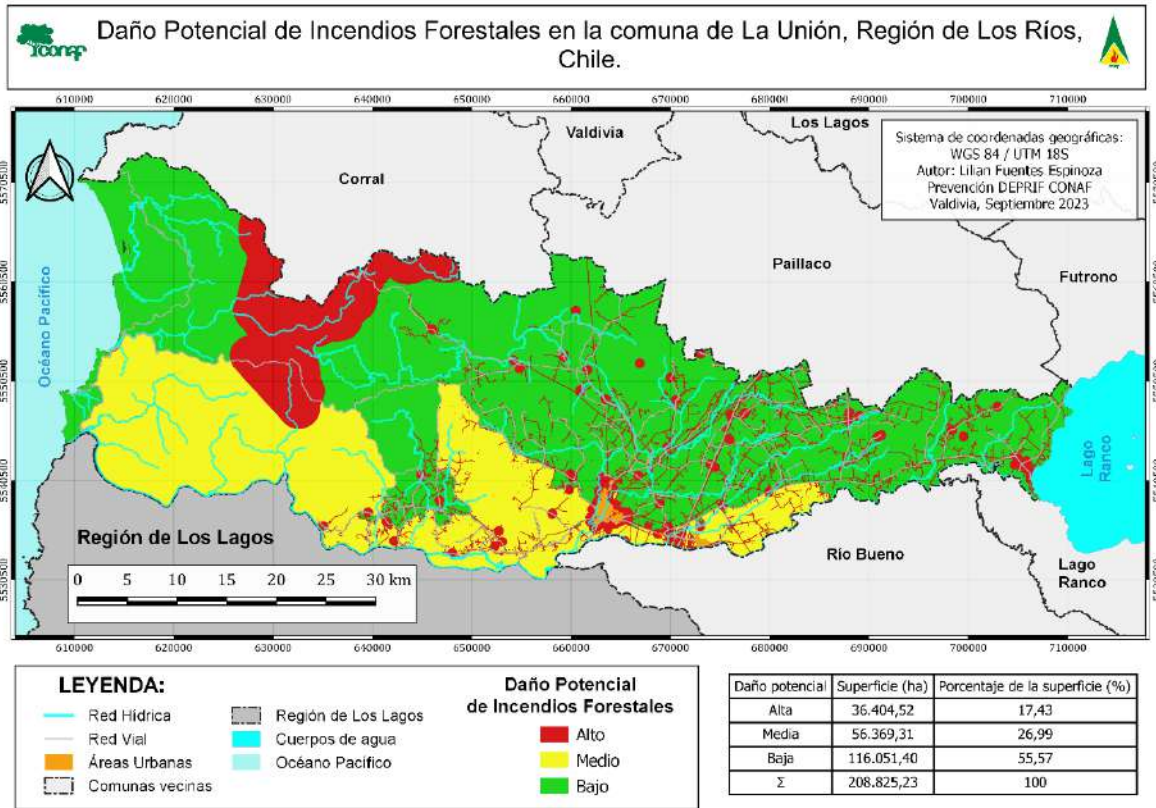 Daño Potencial de Incendios Forestales en la comuna de La Unión, Región de Los Ríos,
Chile.
conaf
610000 620000 630000 640000 650000 660000 670000 680000 690000 700000 710000
Sistema de coordenadas geográficas:
WGS 84 / UTM 18S
Autor: Lilian Fuentes Espinoza
Prevención DEPRIF CONAF
Valdivia, Septiembre 2023
Valdivia
Los Lagos
Corral
Paillaco
Futrono
Océano Pacífico
Lago
Ranco
Región de Los Lagos
Río Bueno
Lago
Ranco
0 5 10 15 20 25 30 km
5570500
5560500
5550500
5540500
5530500
610000 620000 630000 640000 650000 660000 670000 680000 690000 700000 710000
LEYENDA:
Red Hídrica
Red Vial
Áreas Urbanas
Comunas vecinas
Región de Los Lagos
Cuerpos de agua
Océano Pacífico
Daño Potencial
de Incendios Forestales
Alto
Medio
Bajo
Daño potencial Superficie (ha) Porcentaje de la superficie (%)
Alta 36.404,52 17,43
Media 56.369,31 26,99
Baja 116.051,40 55,57
Σ 208.825,23 100